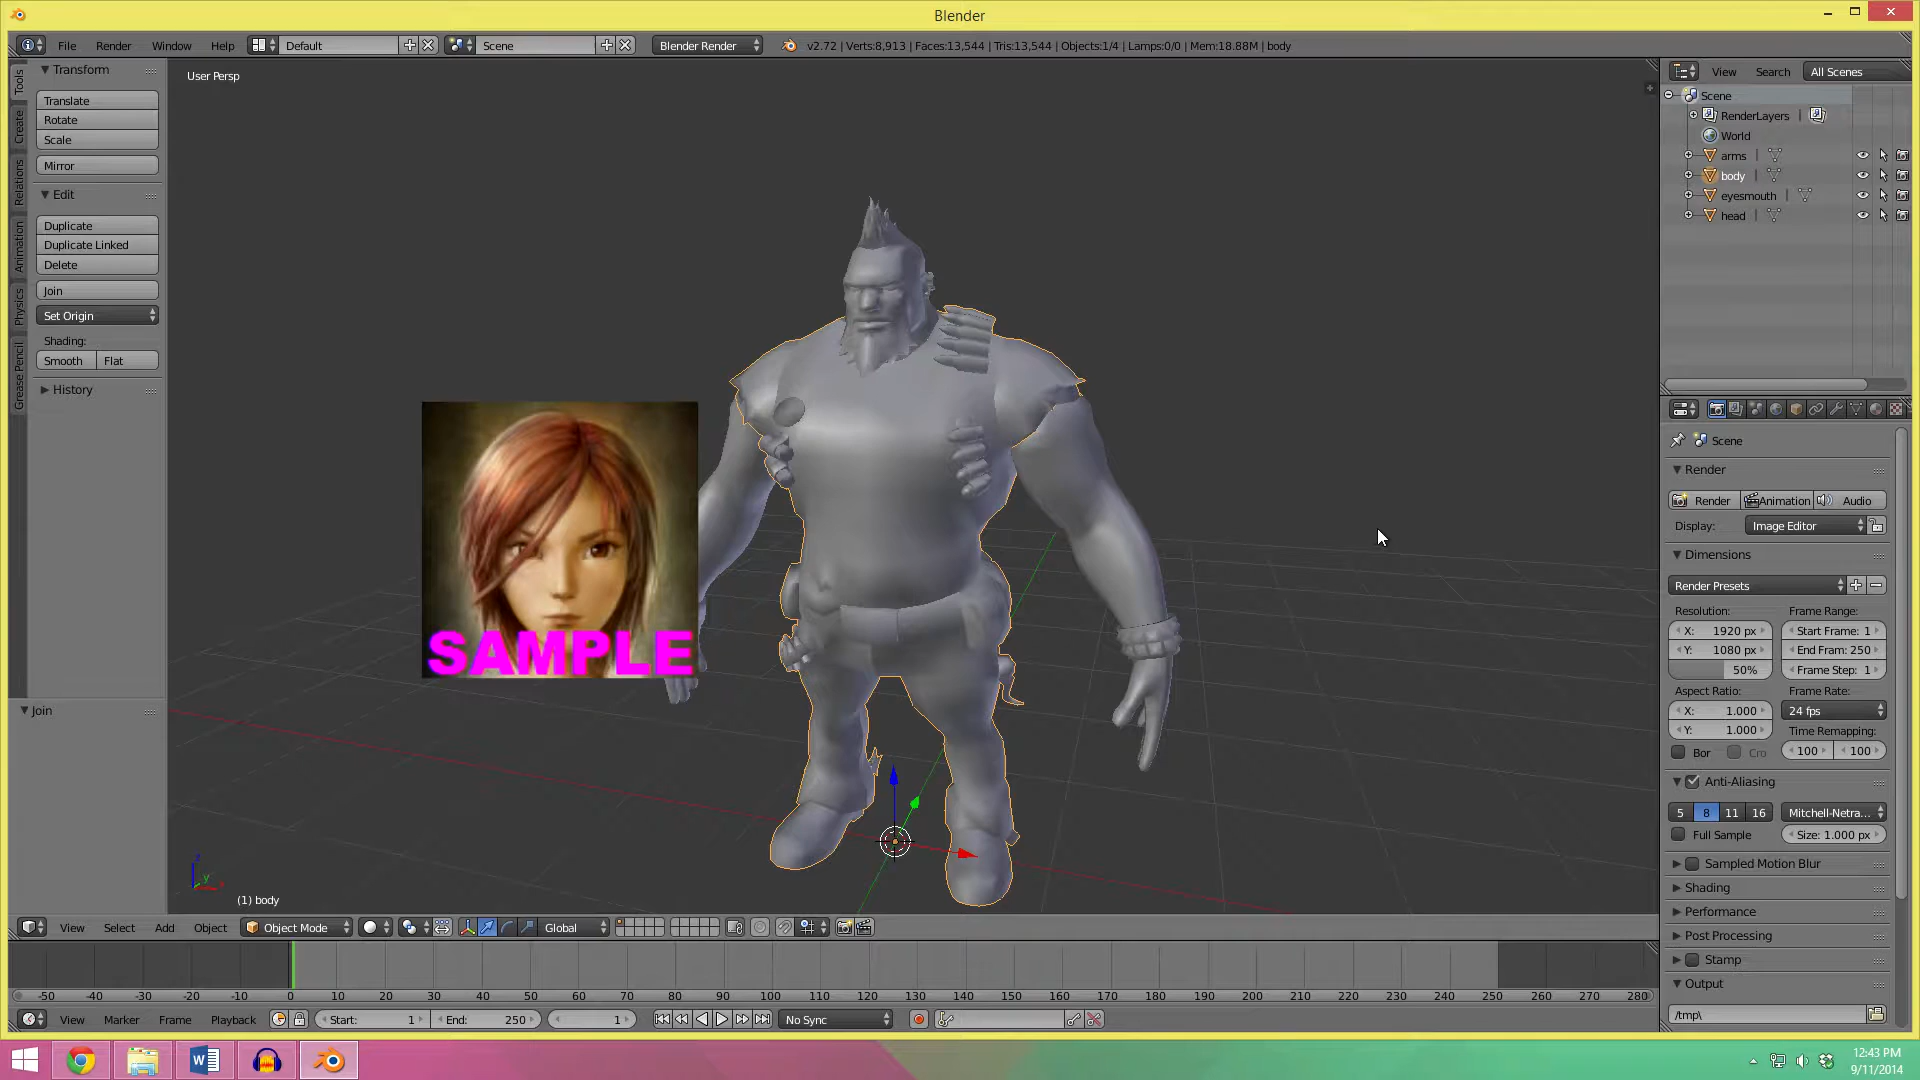 Blender
File Render Window Help Default Scene Blender Render v2.72 | Verts:8,913 | Faces:13,544 | Tris:13,544 | Objects:1/4 | Lamps:0/0 | Mem:18.88M | body
Tools
Create
Relations
Animation
Physics
Grease Pencil
Transform
Translate
Rotate
Scale
Mirror
Edit
Duplicate
Duplicate Linked
Delete
Join
Set Origin
Shading:
Smooth Flat
History
Join
User Persp
SAMPLE
z
y
x
(1) body
View Search All Scenes
Scene
RenderLayers |
World
arms |
body |
eyesmouth |
head |
Scene
Render
Render Animation Audio
Display: Image Editor
Dimensions
Render Presets
Resolution: Frame Range:
X: 1920 px Start Frame: 1
Y: 1080 px End Fram: 250
50% Frame Step: 1
Aspect Ratio: Frame Rate:
X: 1.000 24 fps
Y: 1.000 Time Remapping:
Bor Cro 100 100
Anti-Aliasing
5 8 11 16 Mitchell-Netra...
Full Sample Size: 1.000 px
Sampled Motion Blur
Shading
Performance
Post Processing
Stamp
Output
/tmp\
View Select Add Object Object Mode Global
-50 -40 -30 -20 -10 0 10 20 30 40 50 60 70 80 90 100 110 120 130 140 150 160 170 180 190 200 210 220 230 240 250 260 270 280
View Marker Frame Playback Start: 1 End: 250 1 No Sync
12:43 PM
9/11/2014